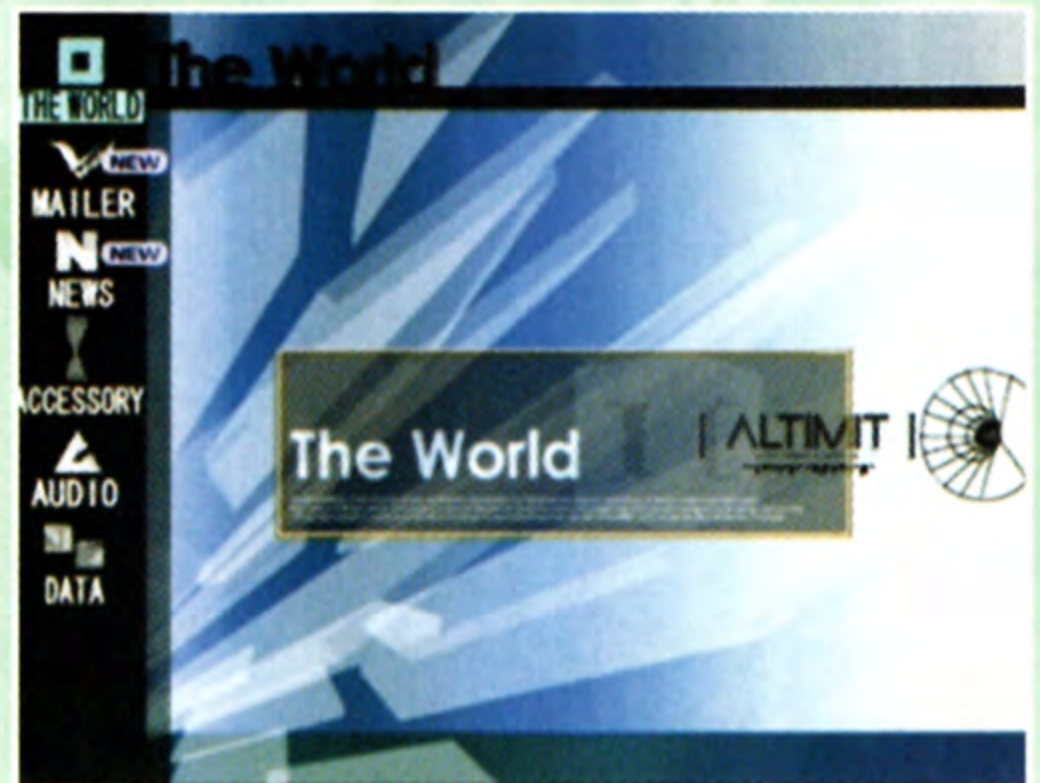 The World
THE WORLD
NEW
MAILER
NEW
NEWS
ACCESSORY
AUDIO
DATA
The World
| ALTIMIT |